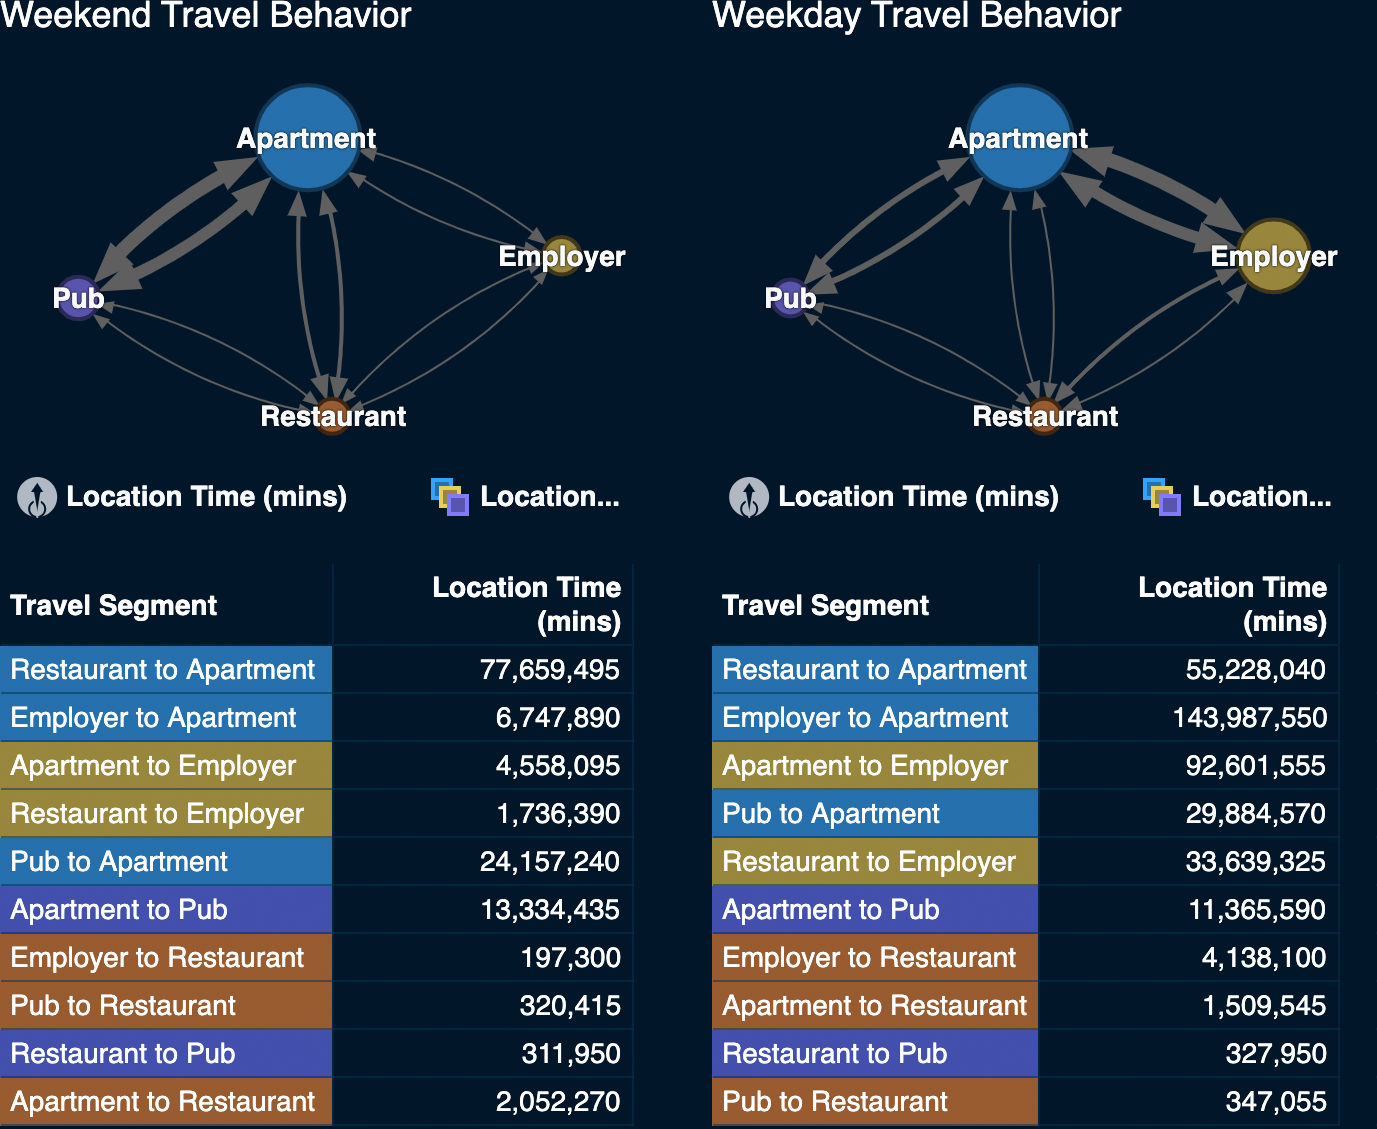 Weekend Travel Behavior
Apartment
Employer
Pub
Restaurant
Location Time (mins)
Location...
Travel Segment
Location Time
(mins)
Restaurant to Apartment 77,659,495
Employer to Apartment 6,747,890
Apartment to Employer 4,558,095
Restaurant to Employer 1,736,390
Pub to Apartment 24,157,240
Apartment to Pub 13,334,435
Employer to Restaurant 197,300
Pub to Restaurant 320,415
Restaurant to Pub 311,950
Apartment to Restaurant 2,052,270
Weekday Travel Behavior
Apartment
Employer
Pub
Restaurant
Location Time (mins)
Location...
Travel Segment
Location Time
(mins)
Restaurant to Apartment 55,228,040
Employer to Apartment 143,987,550
Apartment to Employer 92,601,555
Pub to Apartment 29,884,570
Restaurant to Employer 33,639,325
Apartment to Pub 11,365,590
Employer to Restaurant 4,138,100
Apartment to Restaurant 1,509,545
Restaurant to Pub 327,950
Pub to Restaurant 347,055